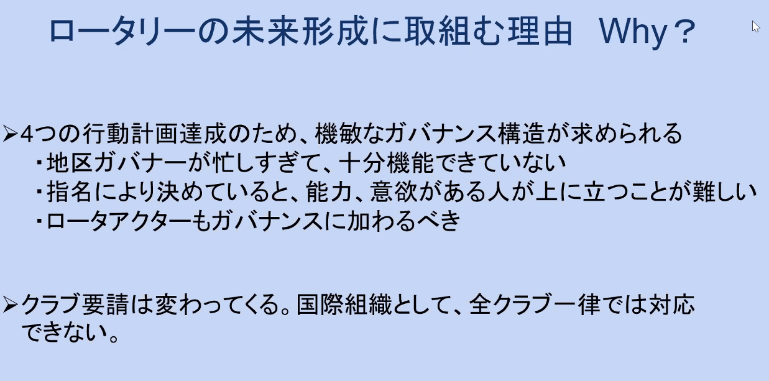 ロータリーの未来形成に取組む理由　Why？
➢4つの行動計画達成のため、機敏なガバナンス構造が求められる
・地区ガバナーが忙しすぎて、十分機能できていない
・指名により決めていると、能力、意欲がある人が上に立つことが難しい
・ロータアクターもガバナンスに加わるべき
➢クラブ要請は変わってくる。国際組織として、全クラブ一律では対応
できない。